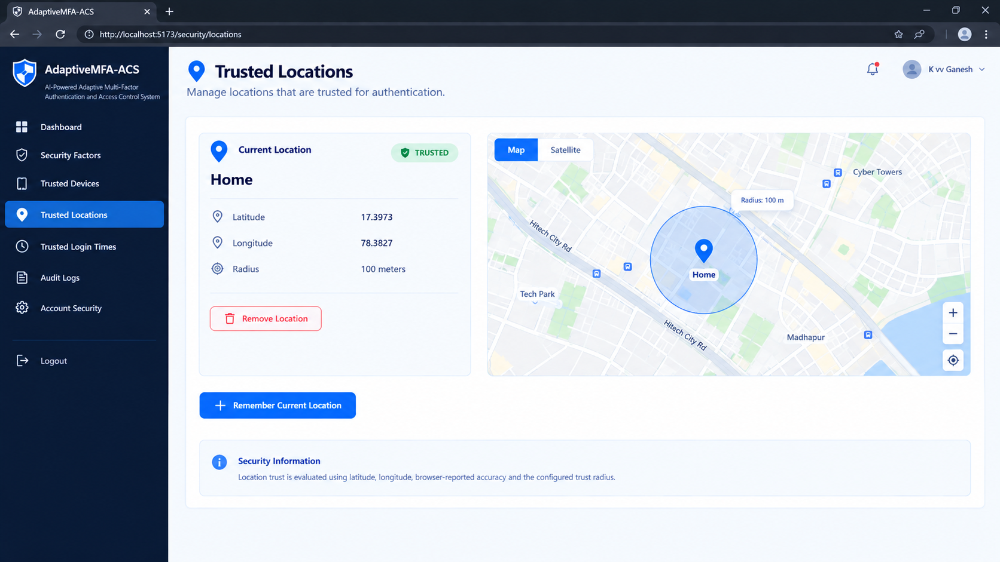 AdaptiveMFA-ACS
http://localhost:5173/security/locations
AdaptiveMFA-ACS
AI-Powered Adaptive Multi-Factor
Authentication and Access Control System
Dashboard
Security Factors
Trusted Devices
Trusted Locations
Trusted Login Times
Audit Logs
Account Security
Logout
Trusted Locations
Manage locations that are trusted for authentication.
K vv Ganesh
Current Location
TRUSTED
Home
Latitude 17.3973
Longitude 78.3827
Radius 100 meters
Remove Location
Map Satellite
Cyber Towers
Radius: 100 m
Hitech City Rd
Home
Tech Park
Hitech City Rd
Madhapur
Remember Current Location
Security Information
Location trust is evaluated using latitude, longitude, browser-reported accuracy and the configured trust radius.